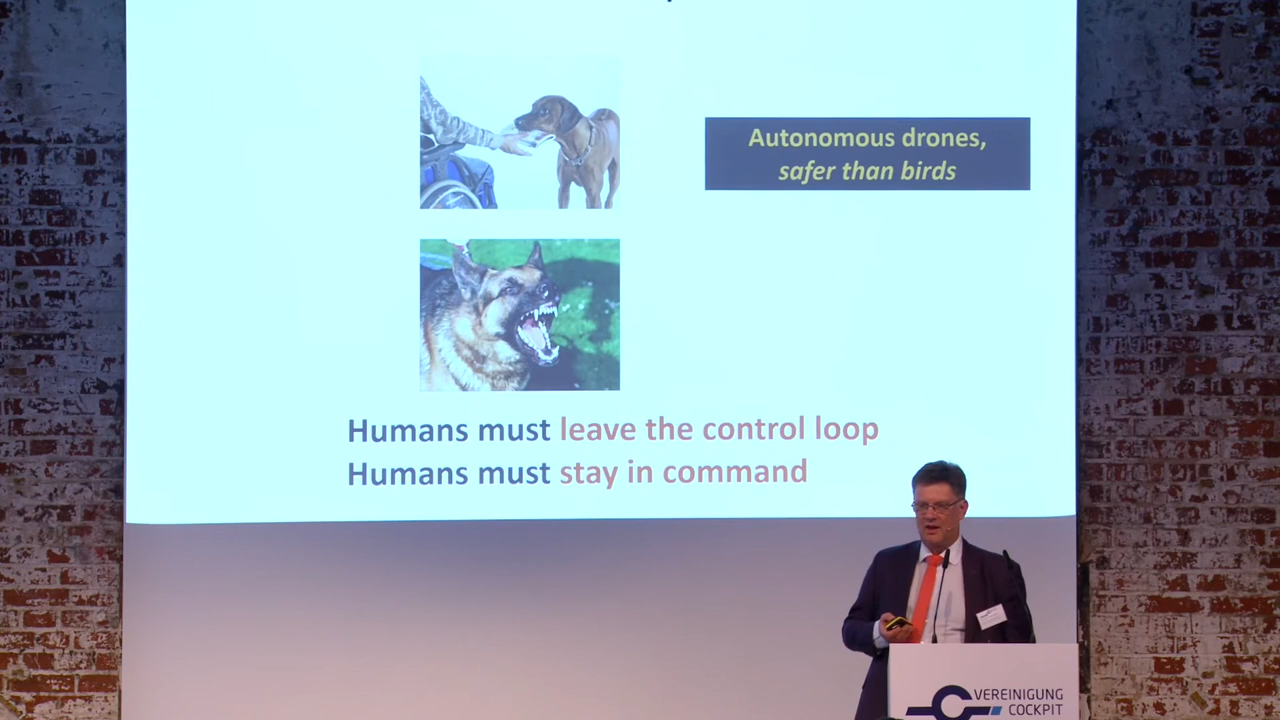 Autonomous drones,
safer than birds
Humans must leave the control loop
Humans must stay in command
VEREINIGUNG
COCKPIT